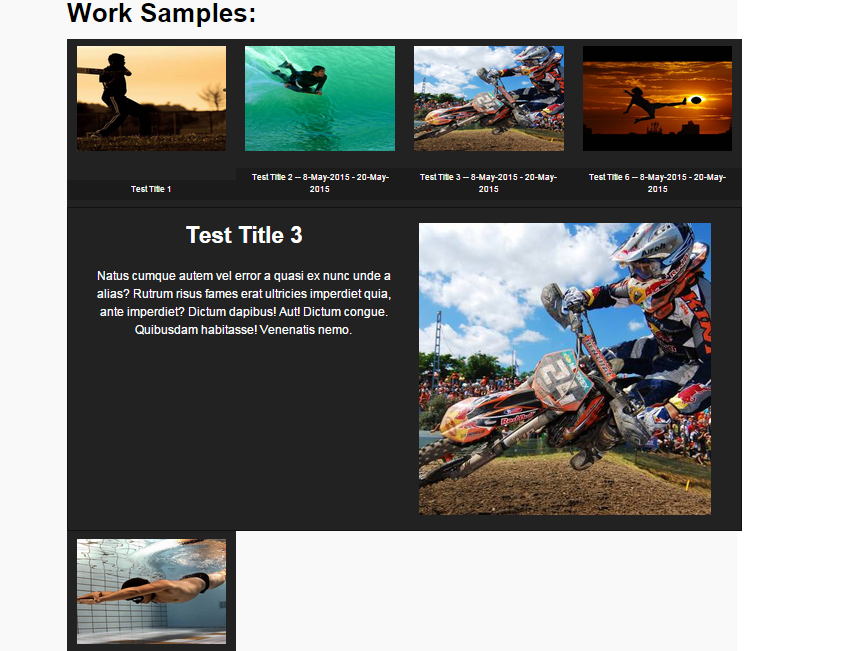 Work Samples:
Test Title 1
Test Title 2 -- 8-May-2015 - 20-May-
2015
Test Title 3 -- 8-May-2015 - 20-May-
2015
Test Title 6 -- 8-May-2015 - 20-May-
2015
Test Title 3
Natus cumque autem vel error a quasi ex nunc unde a
alias? Rutrum risus fames erat ultricies imperdiet quia,
ante imperdiet? Dictum dapibus! Aut! Dictum congue.
Quibusdam habitasse! Venenatis nemo.
Airoh